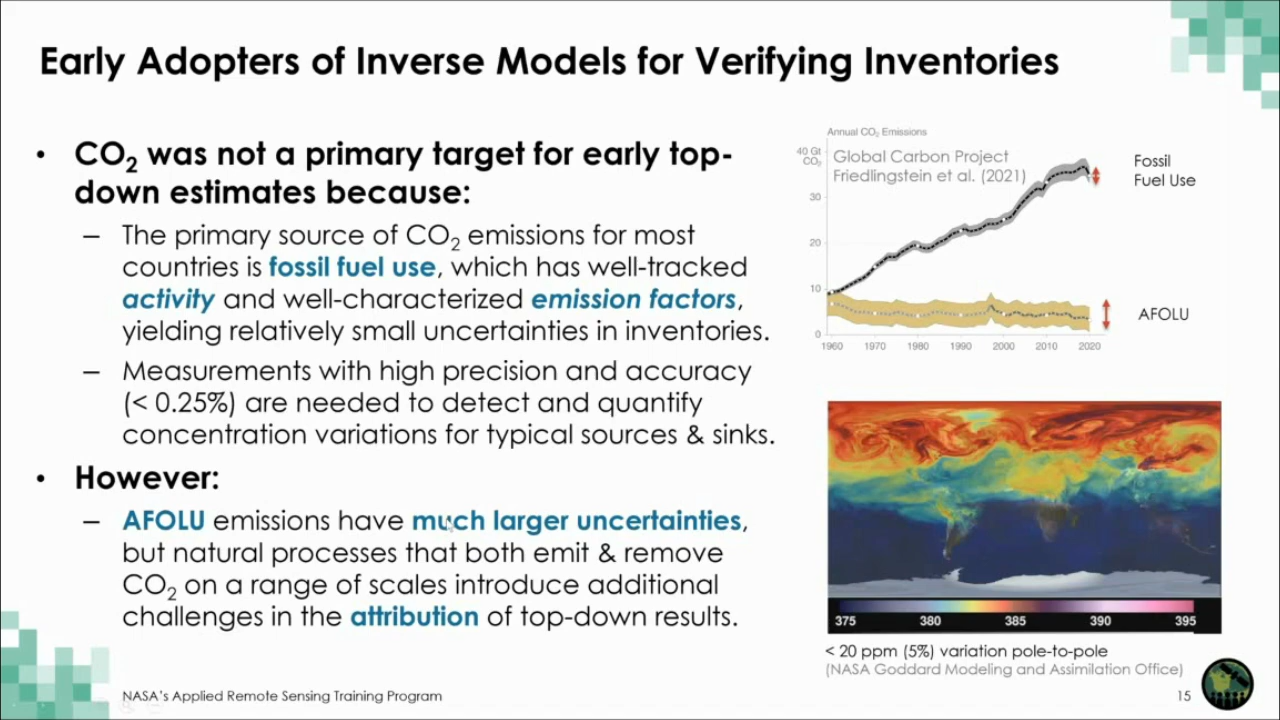 Early Adopters of Inverse Models for Verifying Inventories
• CO₂ was not a primary target for early top-
down estimates because:
– The primary source of CO₂ emissions for most
countries is fossil fuel use, which has well-tracked
activity and well-characterized emission factors,
yielding relatively small uncertainties in inventories.
– Measurements with high precision and accuracy
(< 0.25%) are needed to detect and quantify
concentration variations for typical sources & sinks.
• However:
– AFOLU emissions have much larger uncertainties,
but natural processes that both emit & remove
CO₂ on a range of scales introduce additional
challenges in the attribution of top-down results.
Annual CO₂ Emissions
40 Gt
CO₂
Global Carbon Project
Friedlingstein et al. (2021)
30
20
10
0
1960 1970 1980 1990 2000 2010 2020
Fossil
Fuel Use
AFOLU
375 380 385 390 395
< 20 ppm (5%) variation pole-to-pole
(NASA Goddard Modeling and Assimilation Office)
NASA's Applied Remote Sensing Training Program
15